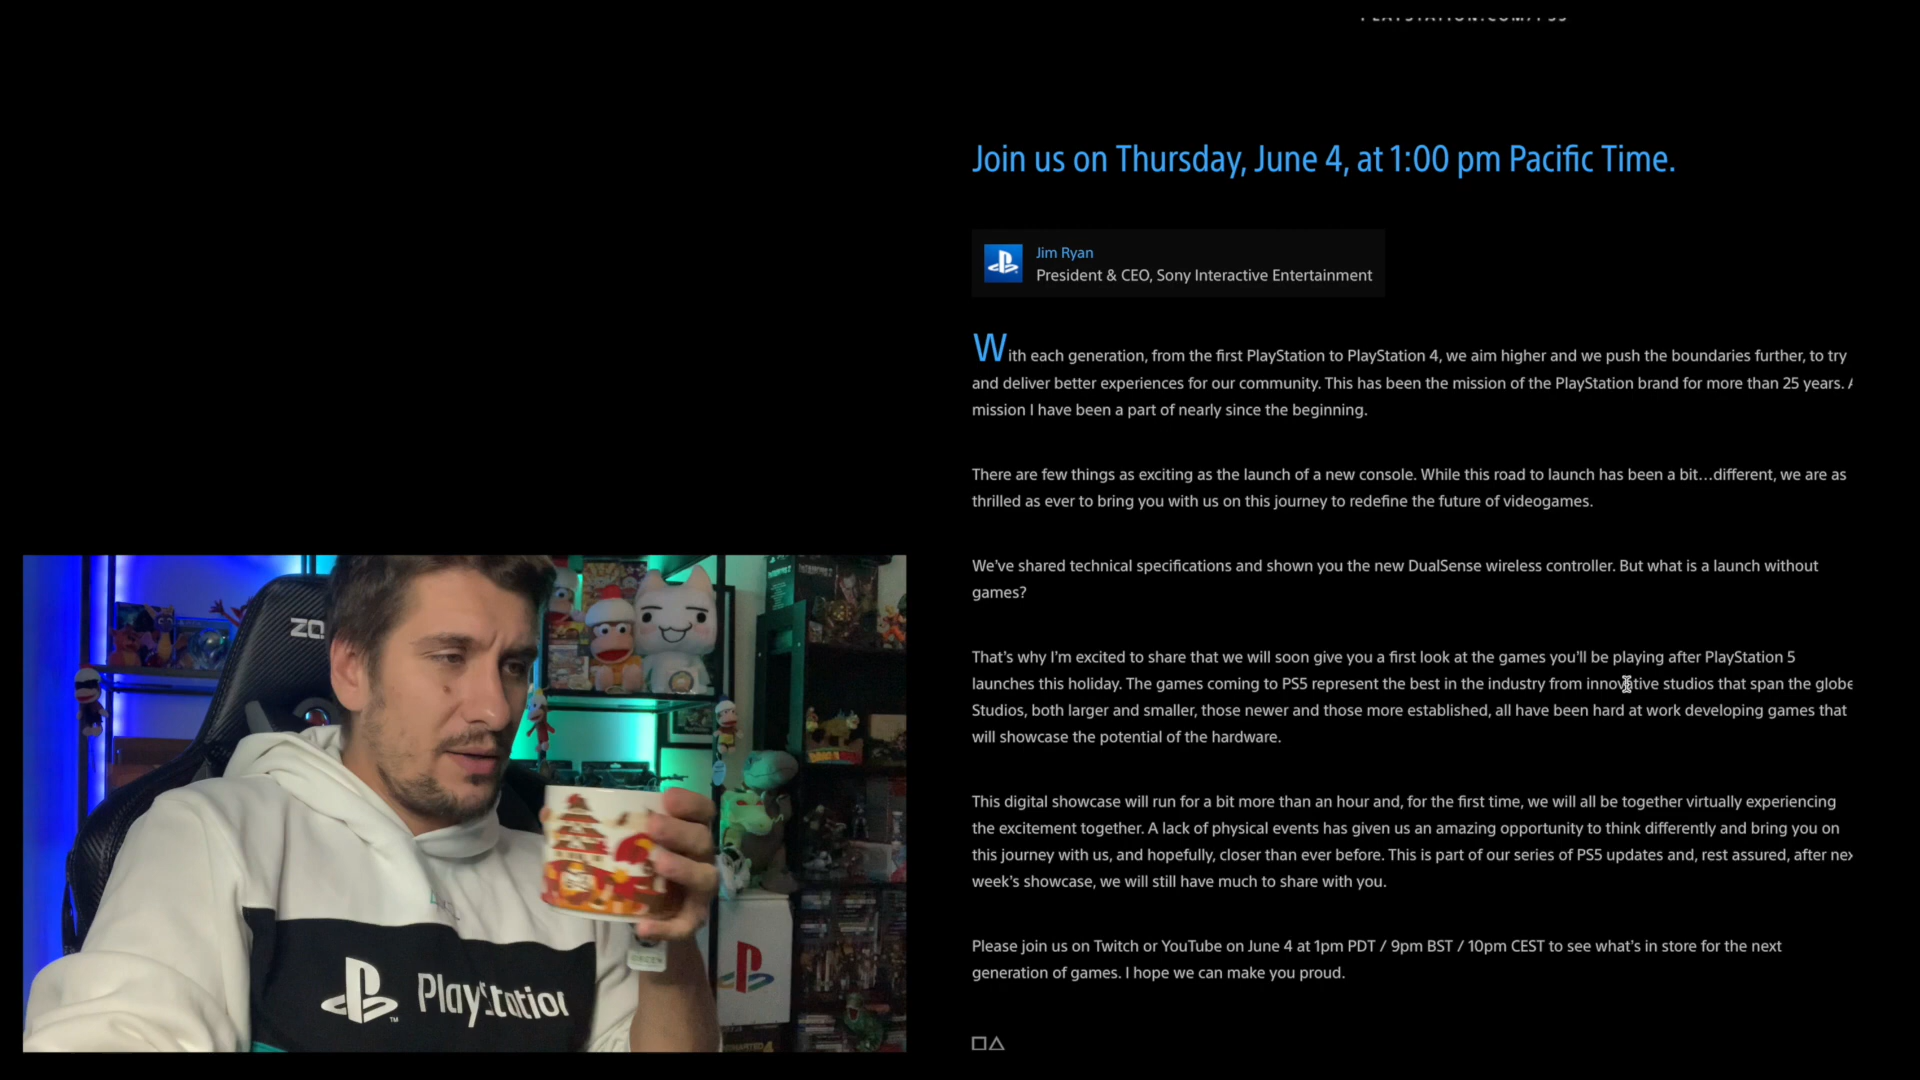 Join us on Thursday, June 4, at 1:00 pm Pacific Time.
Jim Ryan
President & CEO, Sony Interactive Entertainment
With each generation, from the first PlayStation to PlayStation 4, we aim higher and we push the boundaries further, to try
and deliver better experiences for our community. This has been the mission of the PlayStation brand for more than 25 years.
mission I have been a part of nearly since the beginning.
There are few things as exciting as the launch of a new console. While this road to launch has been a bit…different, we are as
thrilled as ever to bring you with us on this journey to redefine the future of videogames.
We've shared technical specifications and shown you the new DualSense wireless controller. But what is a launch without
games?
That's why I'm excited to share that we will soon give you a first look at the games you'll be playing after PlayStation 5
launches this holiday. The games coming to PS5 represent the best in the industry from innovative studios that span the globe
Studios, both larger and smaller, those newer and those more established, all have been hard at work developing games that
will showcase the potential of the hardware.
This digital showcase will run for a bit more than an hour and, for the first time, we will all be together virtually experiencing
the excitement together. A lack of physical events has given us an amazing opportunity to think differently and bring you on
this journey with us, and hopefully, closer than ever before. This is part of our series of PS5 updates and, rest assured, after nex
week's showcase, we will still have much to share with you.
Please join us on Twitch or YouTube on June 4 at 1pm PDT / 9pm BST / 10pm CEST to see what's in store for the next
generation of games. I hope we can make you proud.
ZQ
PlayStation